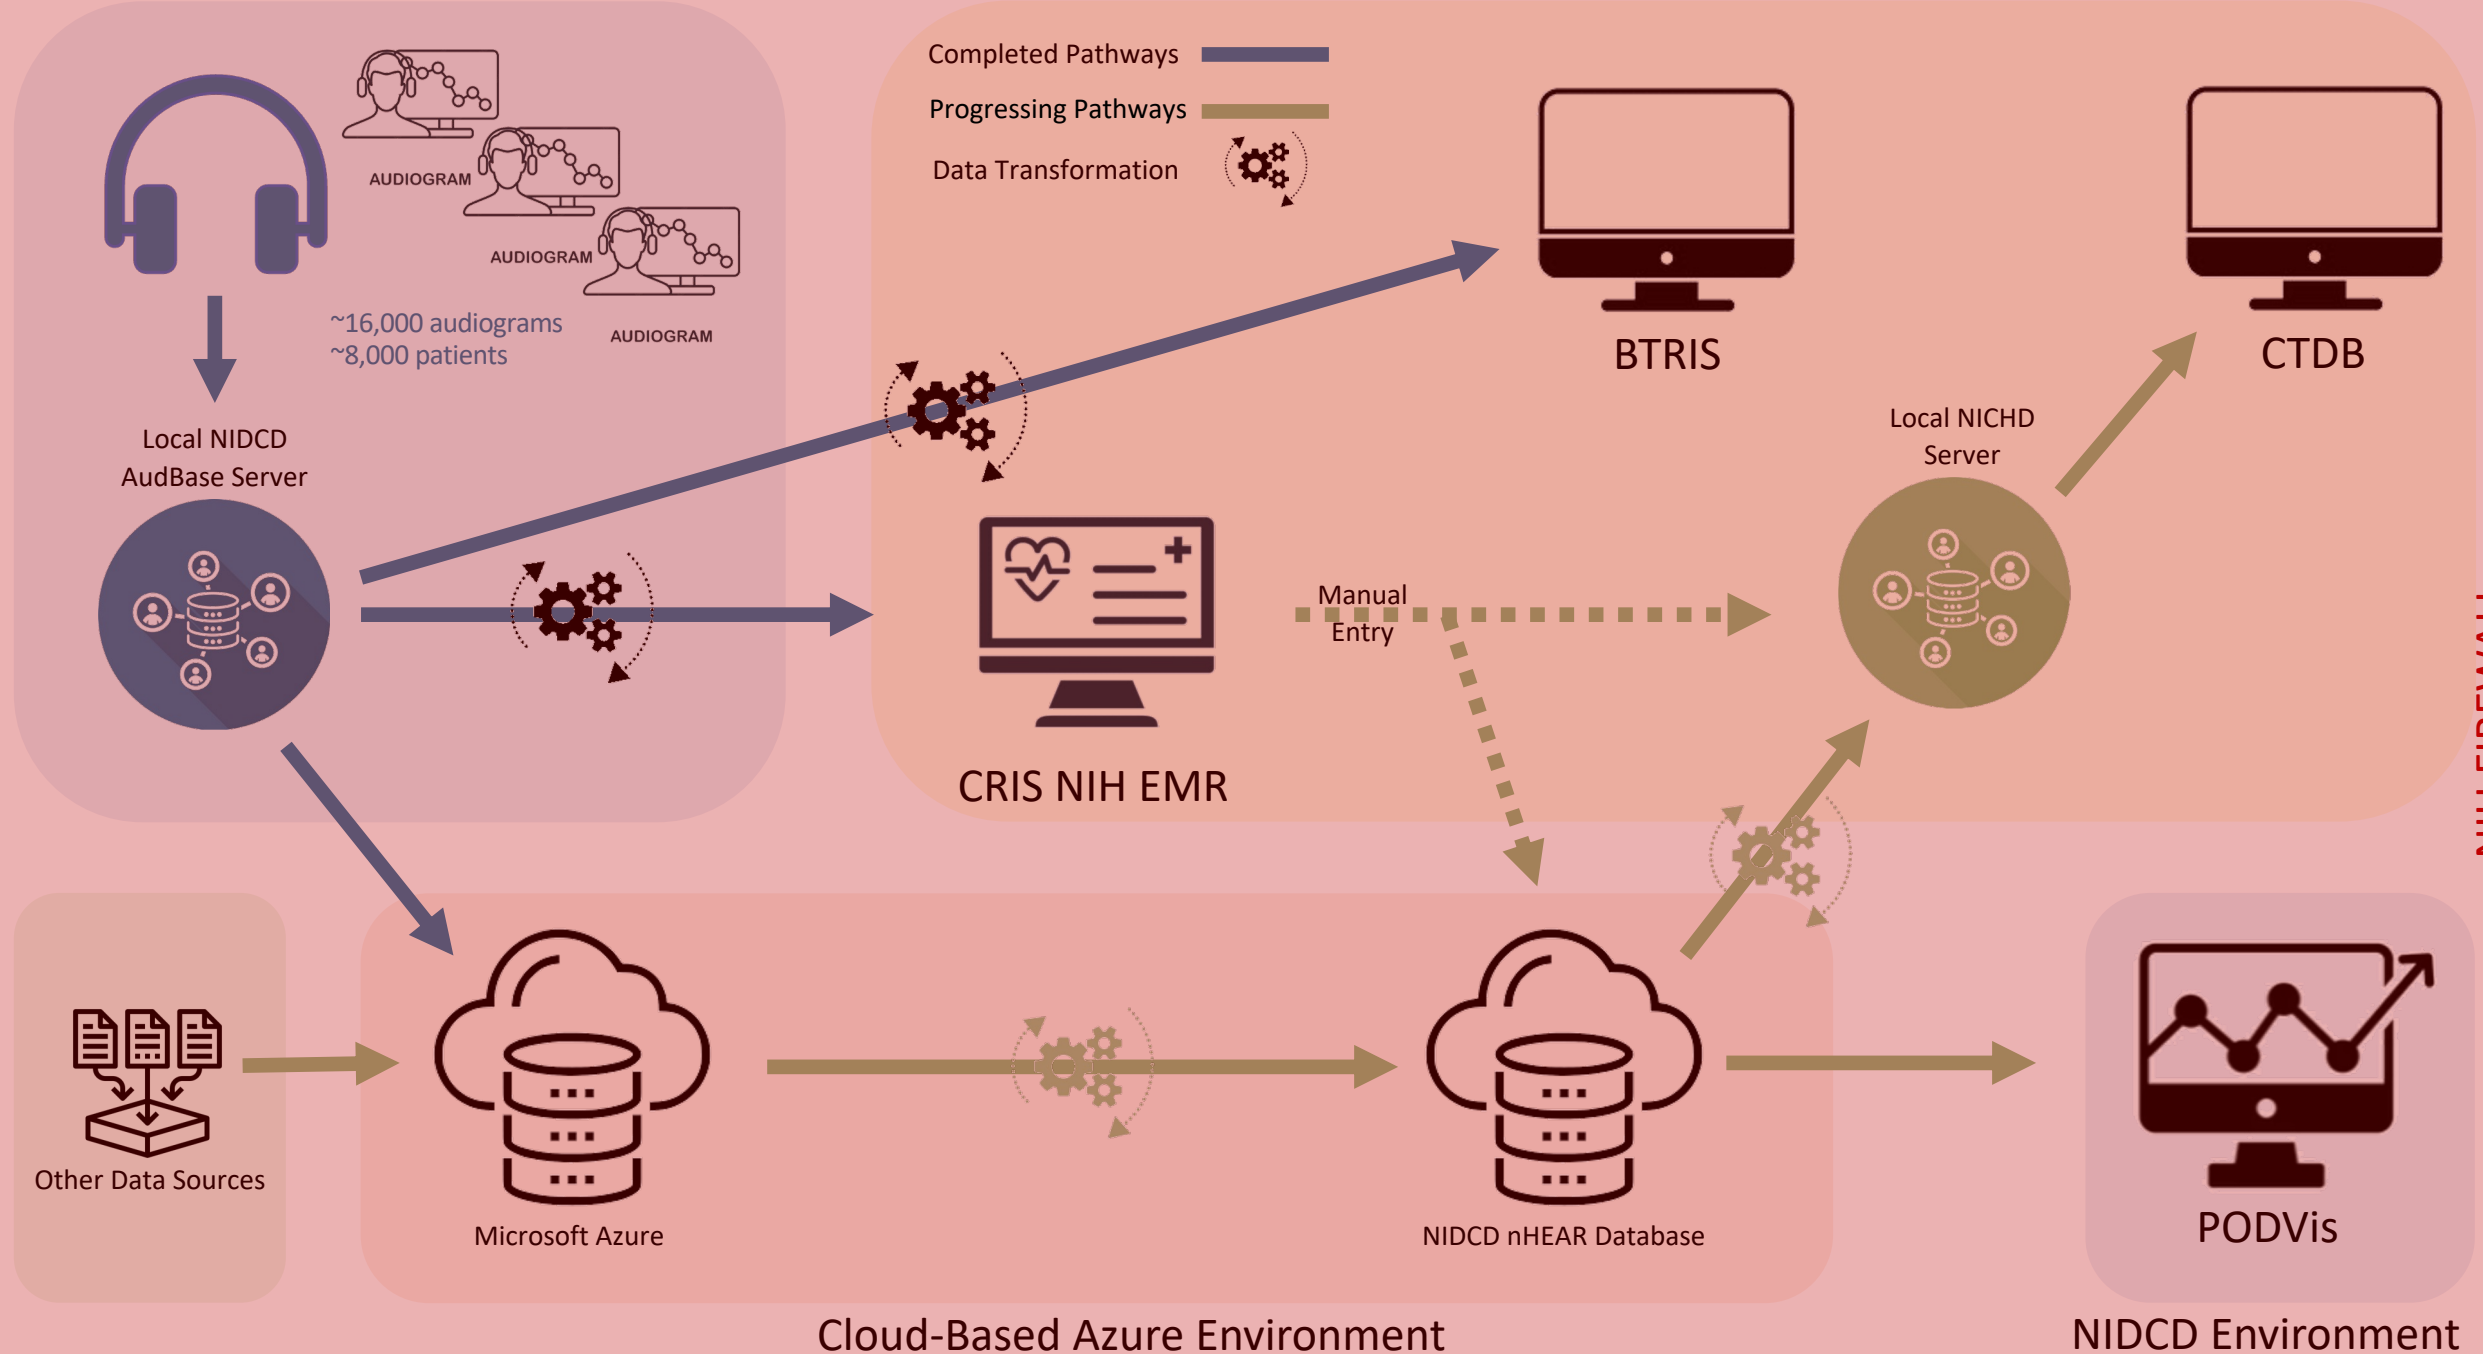 Completed Pathways
Progressing Pathways
Data Transformation
AUDIOGRAM
AUDIOGRAM
AUDIOGRAM
~16,000 audiograms
~8,000 patients
Local NIDCD
AudBase Server
BTRIS
CTDB
Local NICHD
Server
CRIS NIH EMR
Manual
Entry
Other Data Sources
Microsoft Azure
NIDCD nHEAR Database
PODVis
Cloud-Based Azure Environment
NIDCD Environment